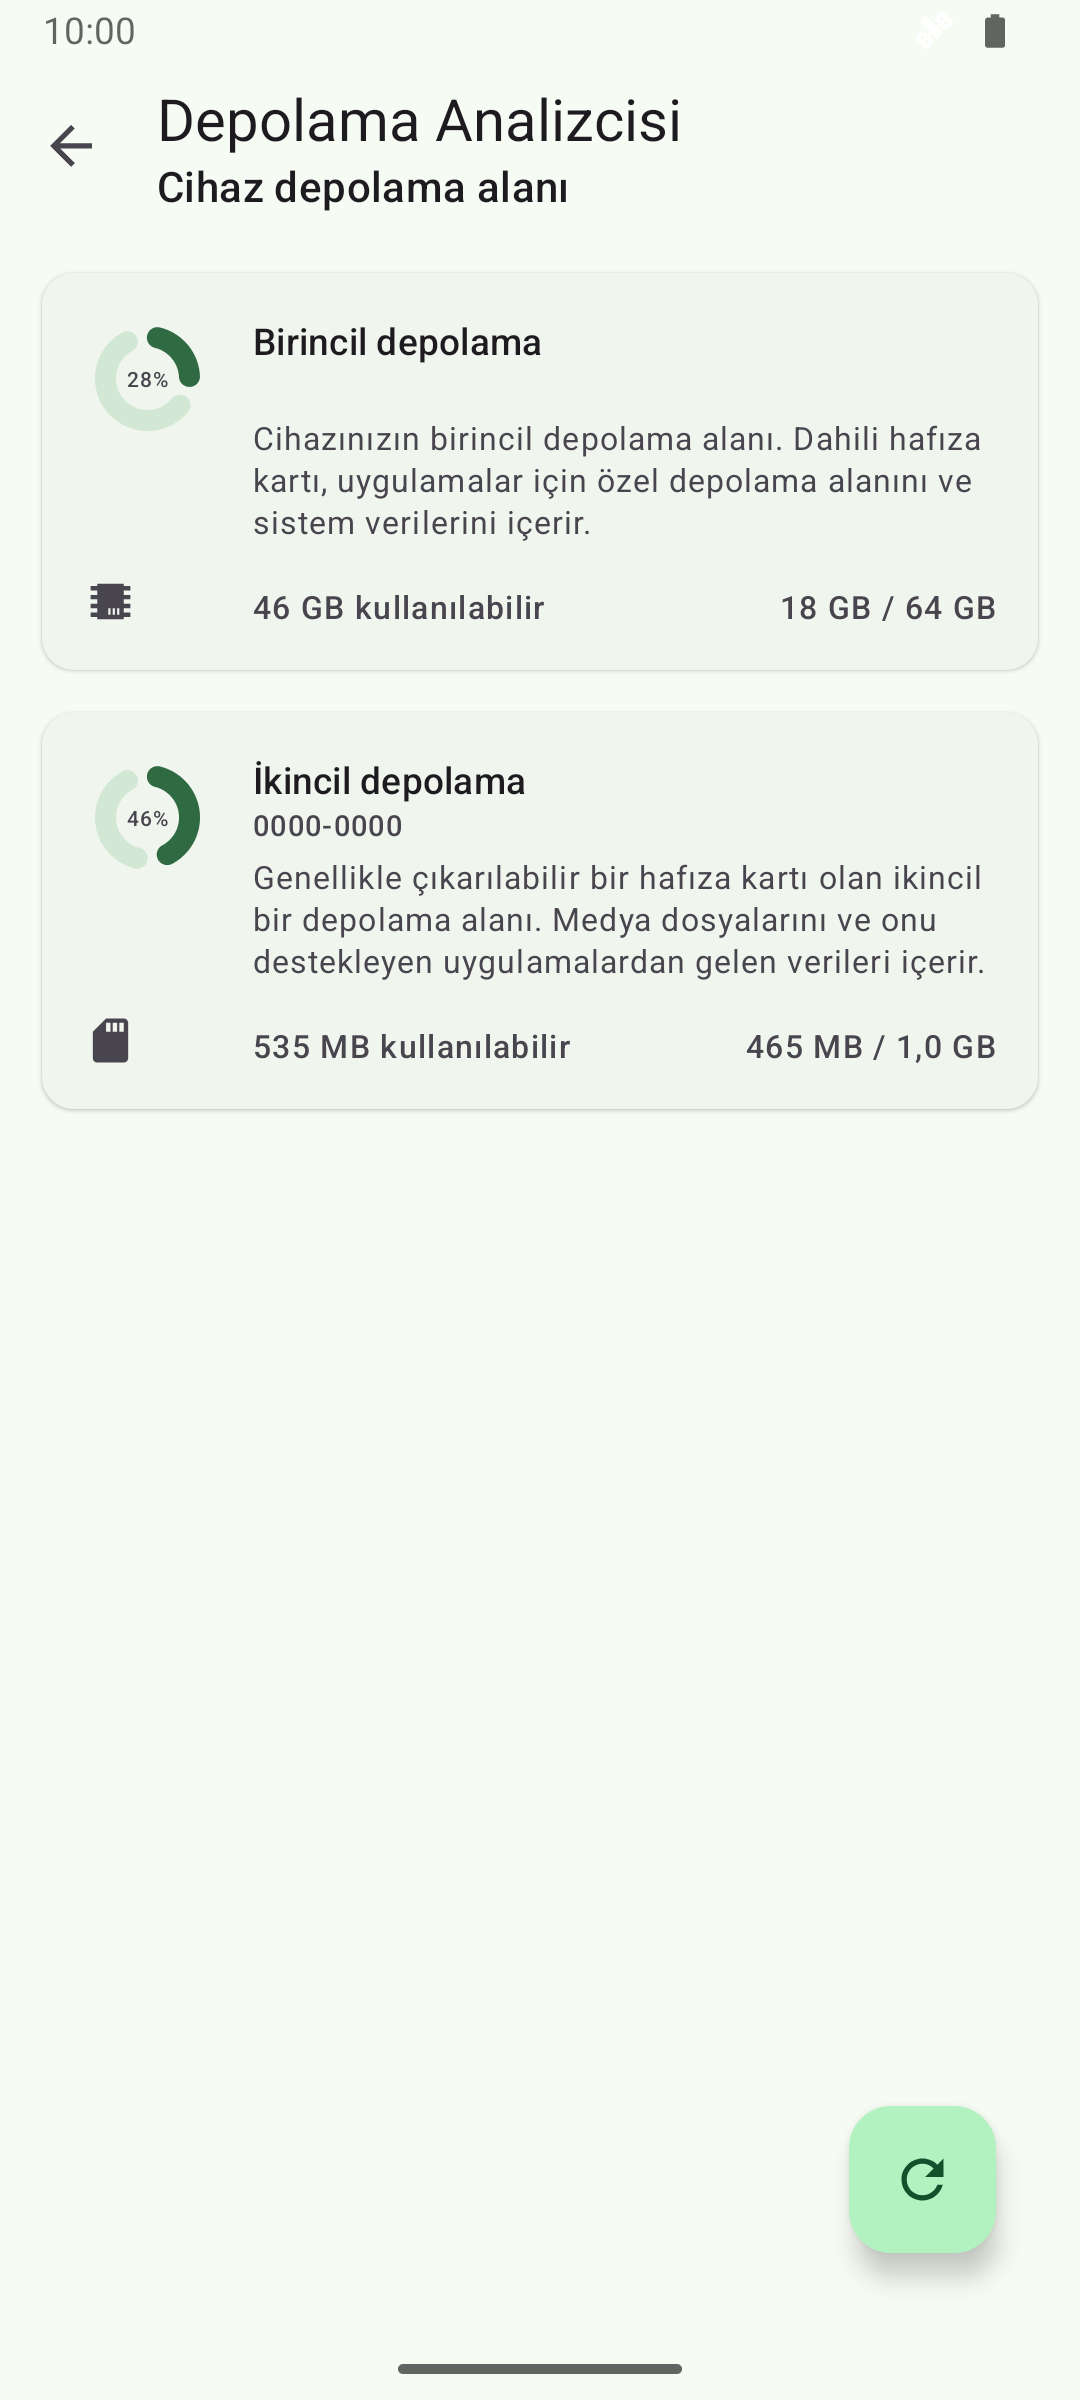 10:00
Depolama Analizcisi
Cihaz depolama alanı
28%
Birincil depolama
Cihazınızın birincil depolama alanı. Dahili hafıza
kartı, uygulamalar için özel depolama alanını ve
sistem verilerini içerir.
46 GB kullanılabilir
18 GB / 64 GB
46%
İkincil depolama
0000-0000
Genellikle çıkarılabilir bir hafıza kartı olan ikincil
bir depolama alanı. Medya dosyalarını ve onu
destekleyen uygulamalardan gelen verileri içerir.
535 MB kullanılabilir
465 MB / 1,0 GB